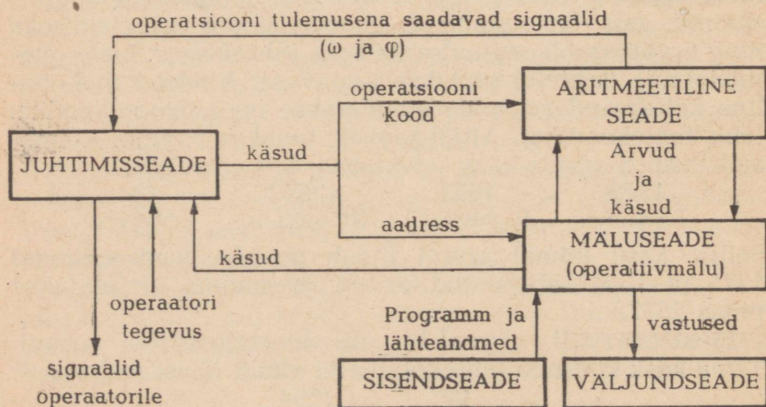 operatsiooni tulemusena saadavad signaalid
(ω ja φ)
operatsiooni
kood
ARITMEETILINE
SEADE
JUHTIMISSEADE
käsud
Arvud
ja
käsud
aadress
käsud
MÄLUSEADE
(operatiivmälu)
operaatori
tegevus
Programm ja
lähteandmed
vastused
signaalid
operaatorile
SISENDSEADE
VÄLJUNDSEADE